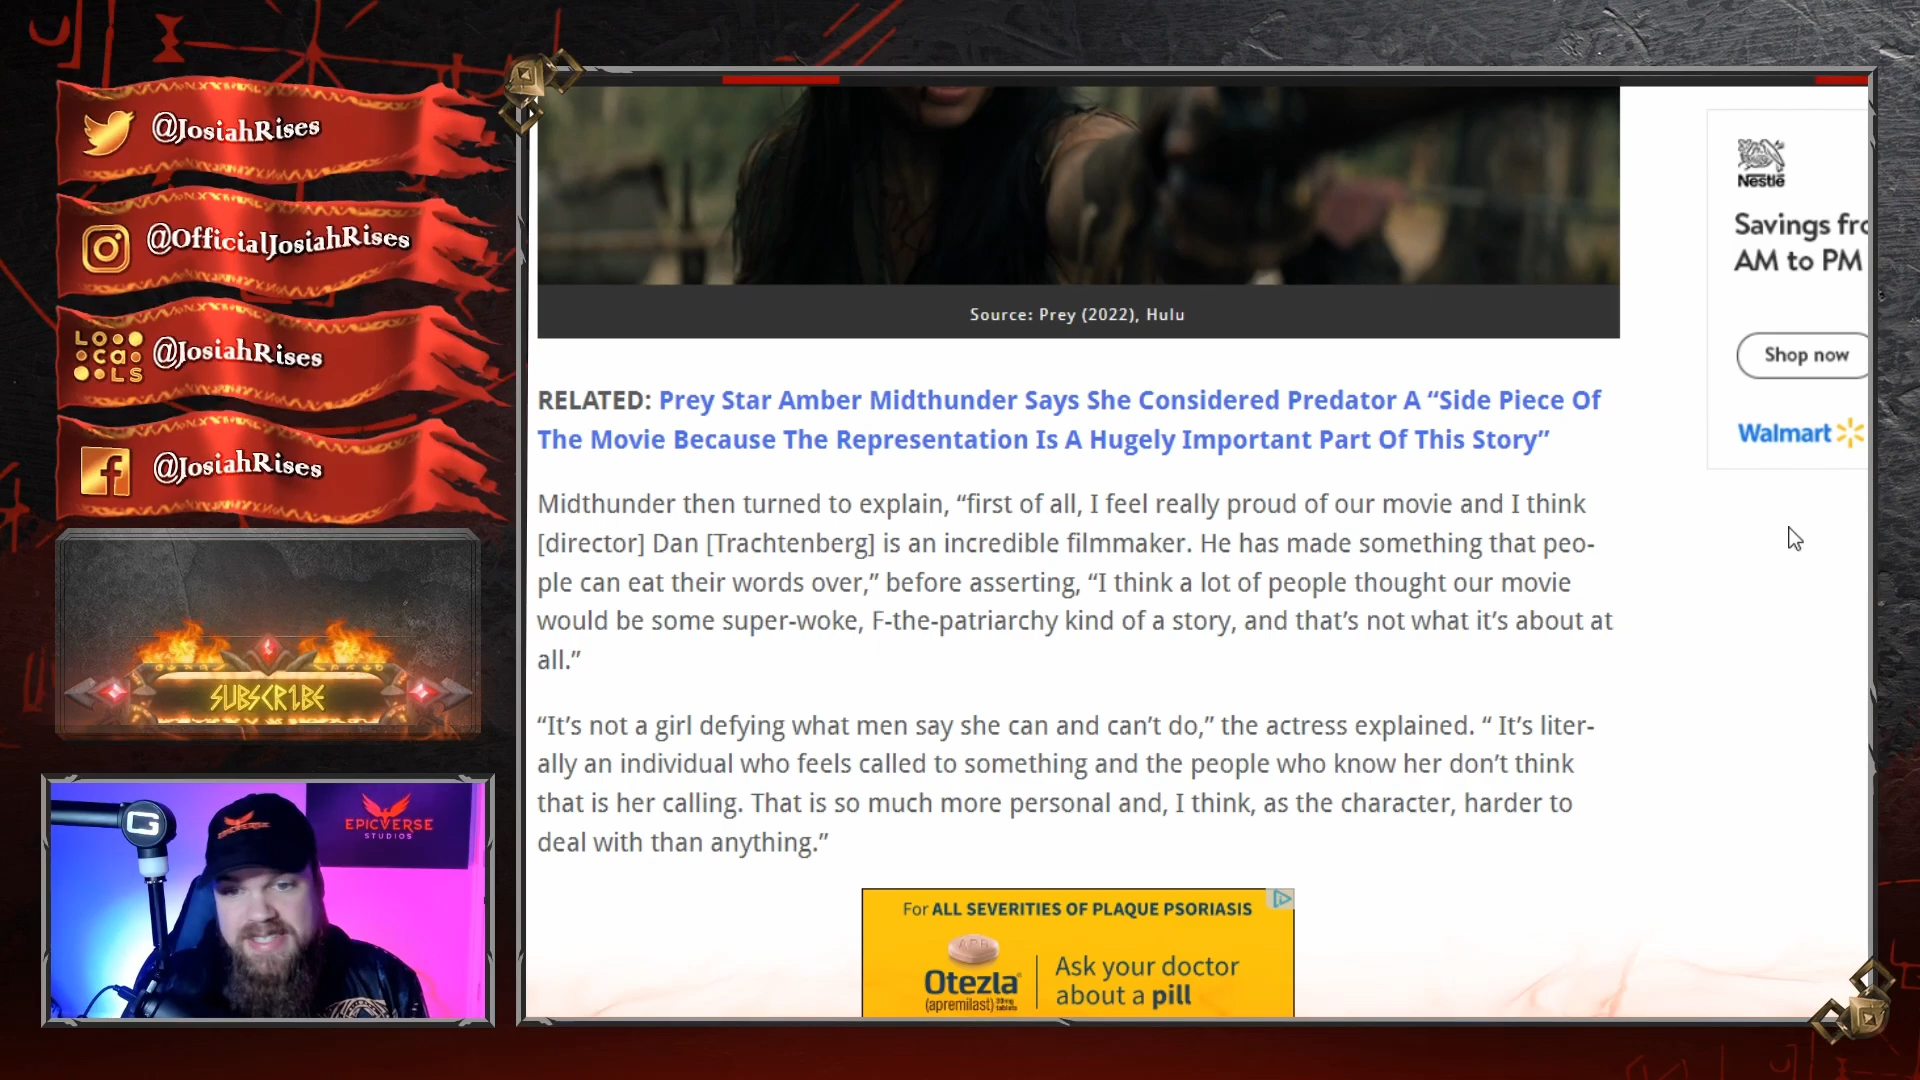 @JosiahRises
@OfficialJosiahRises
LOcaLS
@JosiahRises
@JosiahRises
SUBSCRIBE
EPICVERSE
STUDIOS
Source: Prey (2022), Hulu
RELATED: Prey Star Amber Midthunder Says She Considered Predator A “Side Piece Of
The Movie Because The Representation Is A Hugely Important Part Of This Story”
Midthunder then turned to explain, “first of all, I feel really proud of our movie and I think
[director] Dan [Trachtenberg] is an incredible filmmaker. He has made something that peo-
ple can eat their words over,” before asserting, “I think a lot of people thought our movie
would be some super-woke, F-the-patriarchy kind of a story, and that’s not what it’s about at
all.”
“It’s not a girl defying what men say she can and can’t do,” the actress explained. “ It’s liter-
ally an individual who feels called to something and the people who know her don’t think
that is her calling. That is so much more personal and, I think, as the character, harder to
deal with than anything.”
For ALL SEVERITIES OF PLAQUE PSORIASIS
APR
Otezla
(apremilast) 30mg tablets
Ask your doctor
about a pill
Nestlé
Savings fro
AM to PM
Shop now
Walmart